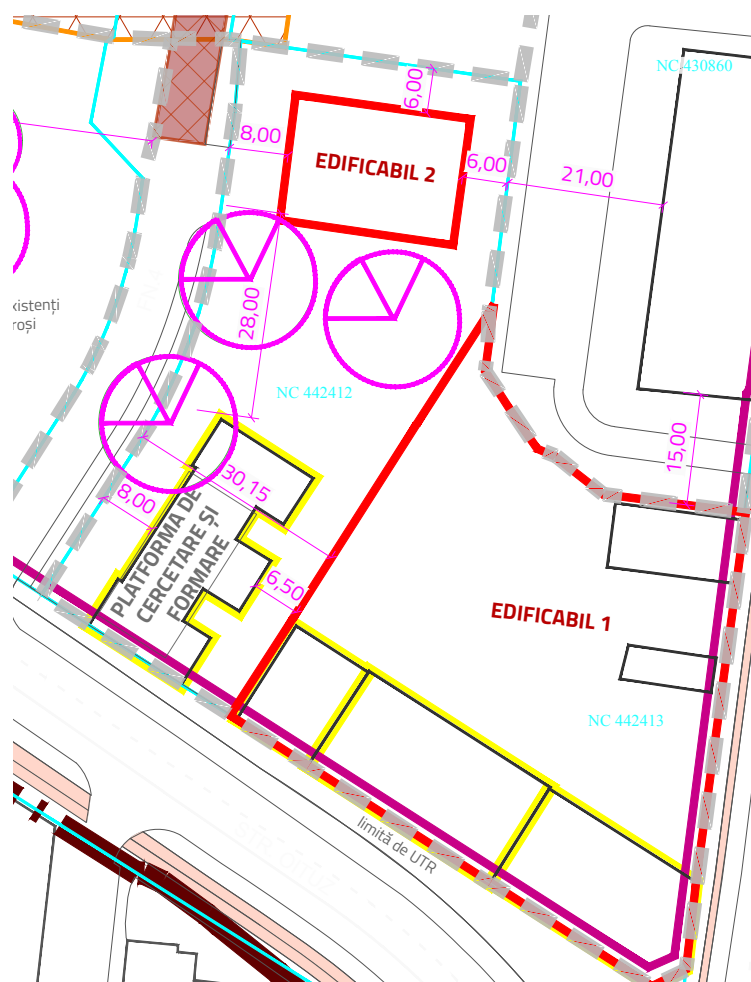 NC 430860
6,00
8,00
EDIFICABIL 2
6,00
21,00
xistenți
roși
28,00
NC 442412
15,00
30,15
8,00
PLATFORMA DE
CERCETARE ȘI
FORMARE
6,50
EDIFICABIL 1
NC 442413
limită de UTR